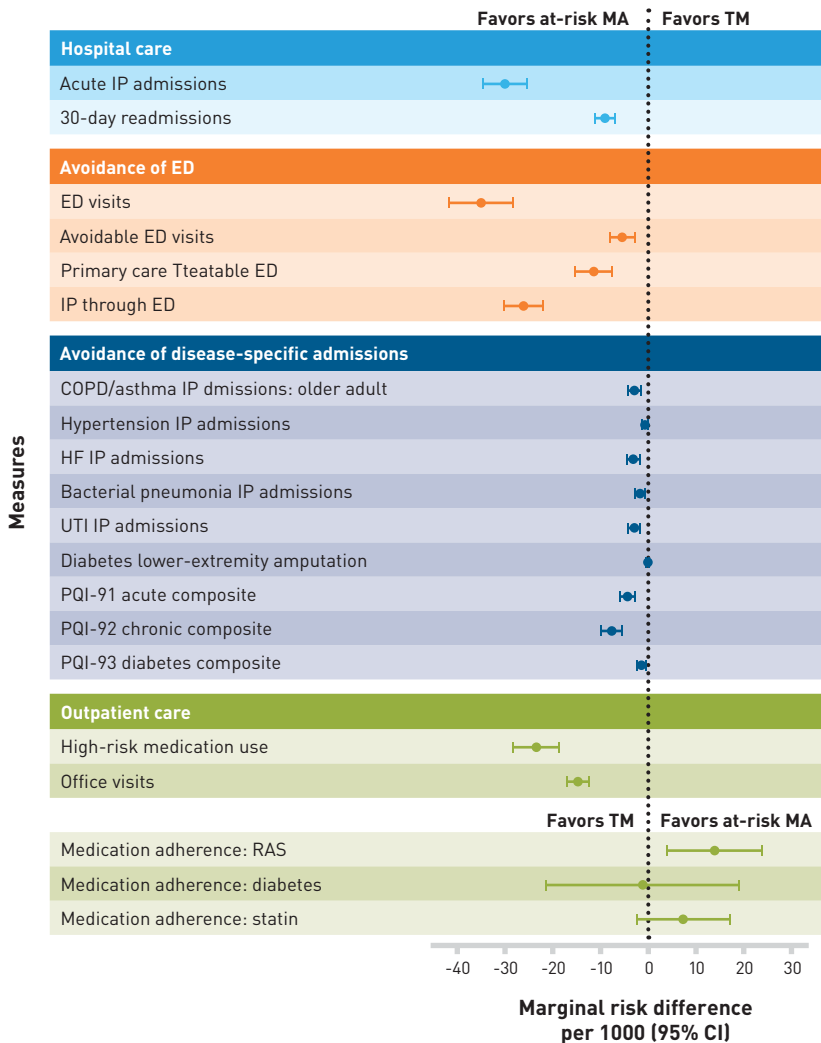 Favors at-risk MA Favors TM
Hospital care
Acute IP admissions
30-day readmissions
Avoidance of ED
ED visits
Avoidable ED visits
Primary care Tteatable ED
IP through ED
Avoidance of disease-specific admissions
COPD/asthma IP dmissions: older adult
Hypertension IP admissions
HF IP admissions
Bacterial pneumonia IP admissions
UTI IP admissions
Diabetes lower-extremity amputation
PQI-91 acute composite
PQI-92 chronic composite
PQI-93 diabetes composite
Measures
Outpatient care
High-risk medication use
Office visits
Favors TM Favors at-risk MA
Medication adherence: RAS
Medication adherence: diabetes
Medication adherence: statin
-40 -30 -20 -10 0 10 20 30
Marginal risk difference
per 1000 (95% CI)